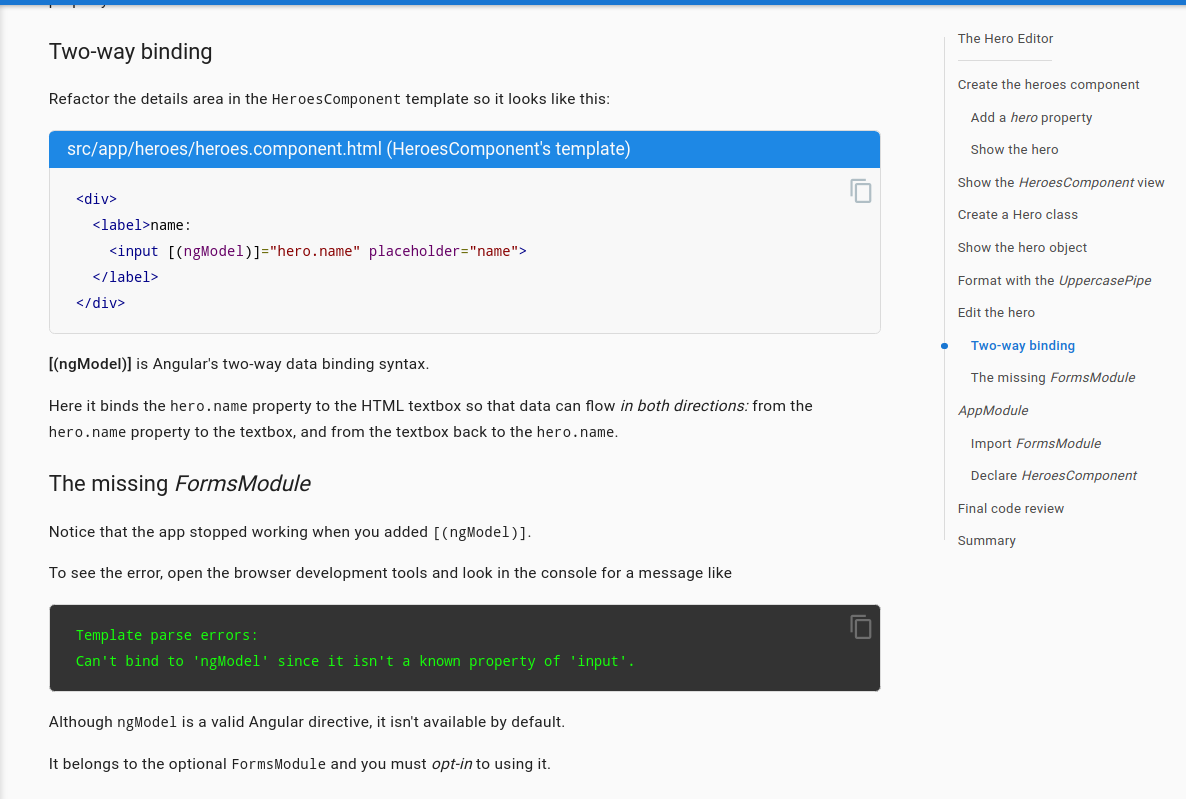 Two-way binding
Refactor the details area in the HeroesComponent template so it looks like this:
src/app/heroes/heroes.component.html (HeroesComponent's template)
<div>
  <label>name:
    <input [(ngModel)]="hero.name" placeholder="name">
  </label>
</div>
[(ngModel)] is Angular's two-way data binding syntax.
Here it binds the hero.name property to the HTML textbox so that data can flow in both directions: from the
hero.name property to the textbox, and from the textbox back to the hero.name.
The missing FormsModule
Notice that the app stopped working when you added [(ngModel)].
To see the error, open the browser development tools and look in the console for a message like
Template parse errors:
Can't bind to 'ngModel' since it isn't a known property of 'input'.
Although ngModel is a valid Angular directive, it isn't available by default.
It belongs to the optional FormsModule and you must opt-in to using it.
The Hero Editor
Create the heroes component
Add a hero property
Show the hero
Show the HeroesComponent view
Create a Hero class
Show the hero object
Format with the UppercasePipe
Edit the hero
Two-way binding
The missing FormsModule
AppModule
Import FormsModule
Declare HeroesComponent
Final code review
Summary